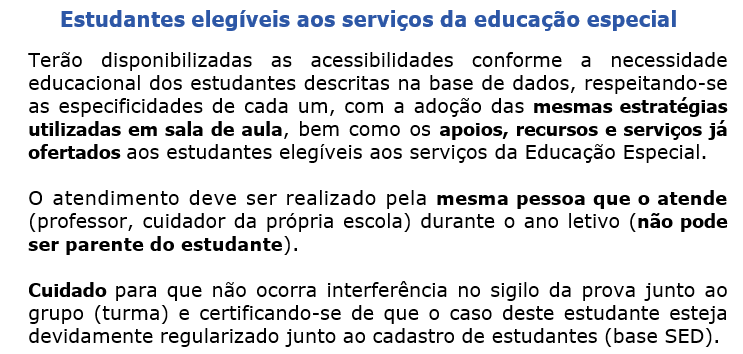 Estudantes elegíveis aos serviços da educação especial
Terão disponibilizadas as acessibilidades conforme a necessidade
educacional dos estudantes descritas na base de dados, respeitando-se
as especificidades de cada um, com a adoção das mesmas estratégias
utilizadas em sala de aula, bem como os apoios, recursos e serviços já
ofertados aos estudantes elegíveis aos serviços da Educação Especial.
O atendimento deve ser realizado pela mesma pessoa que o atende
(professor, cuidador da própria escola) durante o ano letivo (não pode
ser parente do estudante).
Cuidado para que não ocorra interferência no sigilo da prova junto ao
grupo (turma) e certificando-se de que o caso deste estudante esteja
devidamente regularizado junto ao cadastro de estudantes (base SED).